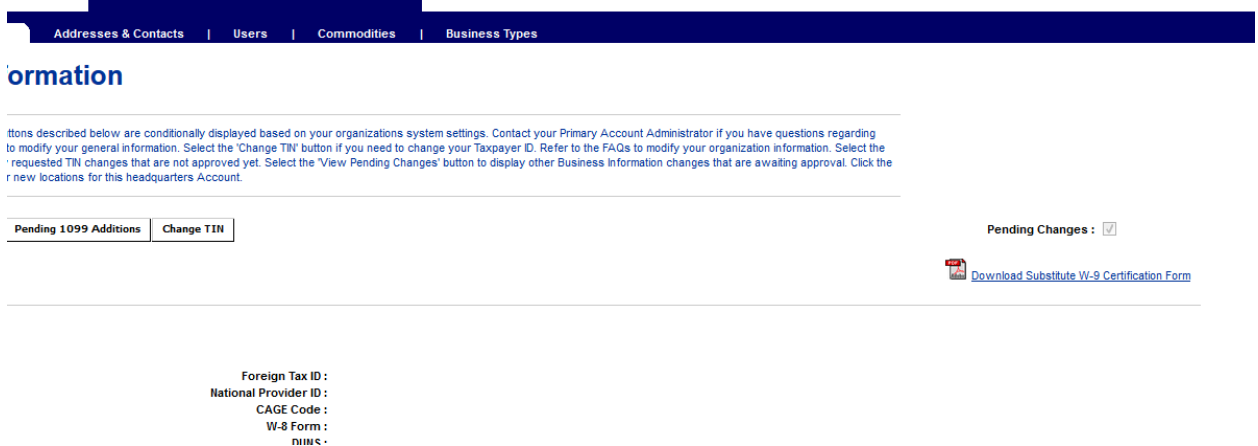 Addresses & Contacts | Users | Commodities | Business Types
ormation
ttons described below are conditionally displayed based on your organizations system settings. Contact your Primary Account Administrator if you have questions regarding
to modify your general information. Select the 'Change TIN' button if you need to change your Taxpayer ID. Refer to the FAQs to modify your organization information. Select the
requested TIN changes that are not approved yet. Select the 'View Pending Changes' button to display other Business Information changes that are awaiting approval. Click the
r new locations for this headquarters Account.
Pending 1099 Additions Change TIN Pending Changes :
PDF Download Substitute W-9 Certification Form
Foreign Tax ID :
National Provider ID :
CAGE Code :
W-8 Form :
DUNS :